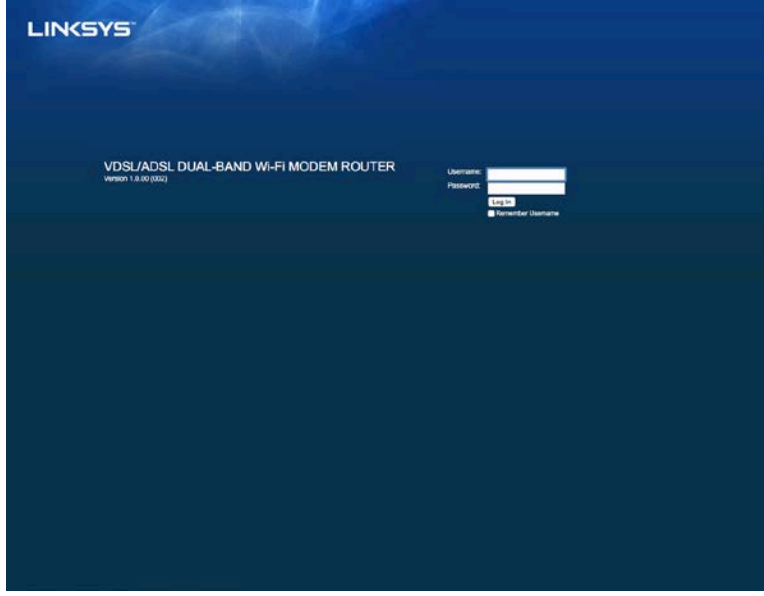 LINKSYS™
VDSL/ADSL DUAL-BAND Wi-Fi MODEM ROUTER
Version 1.0.00 (002)
Username:
Password:
Log In
Remember Username